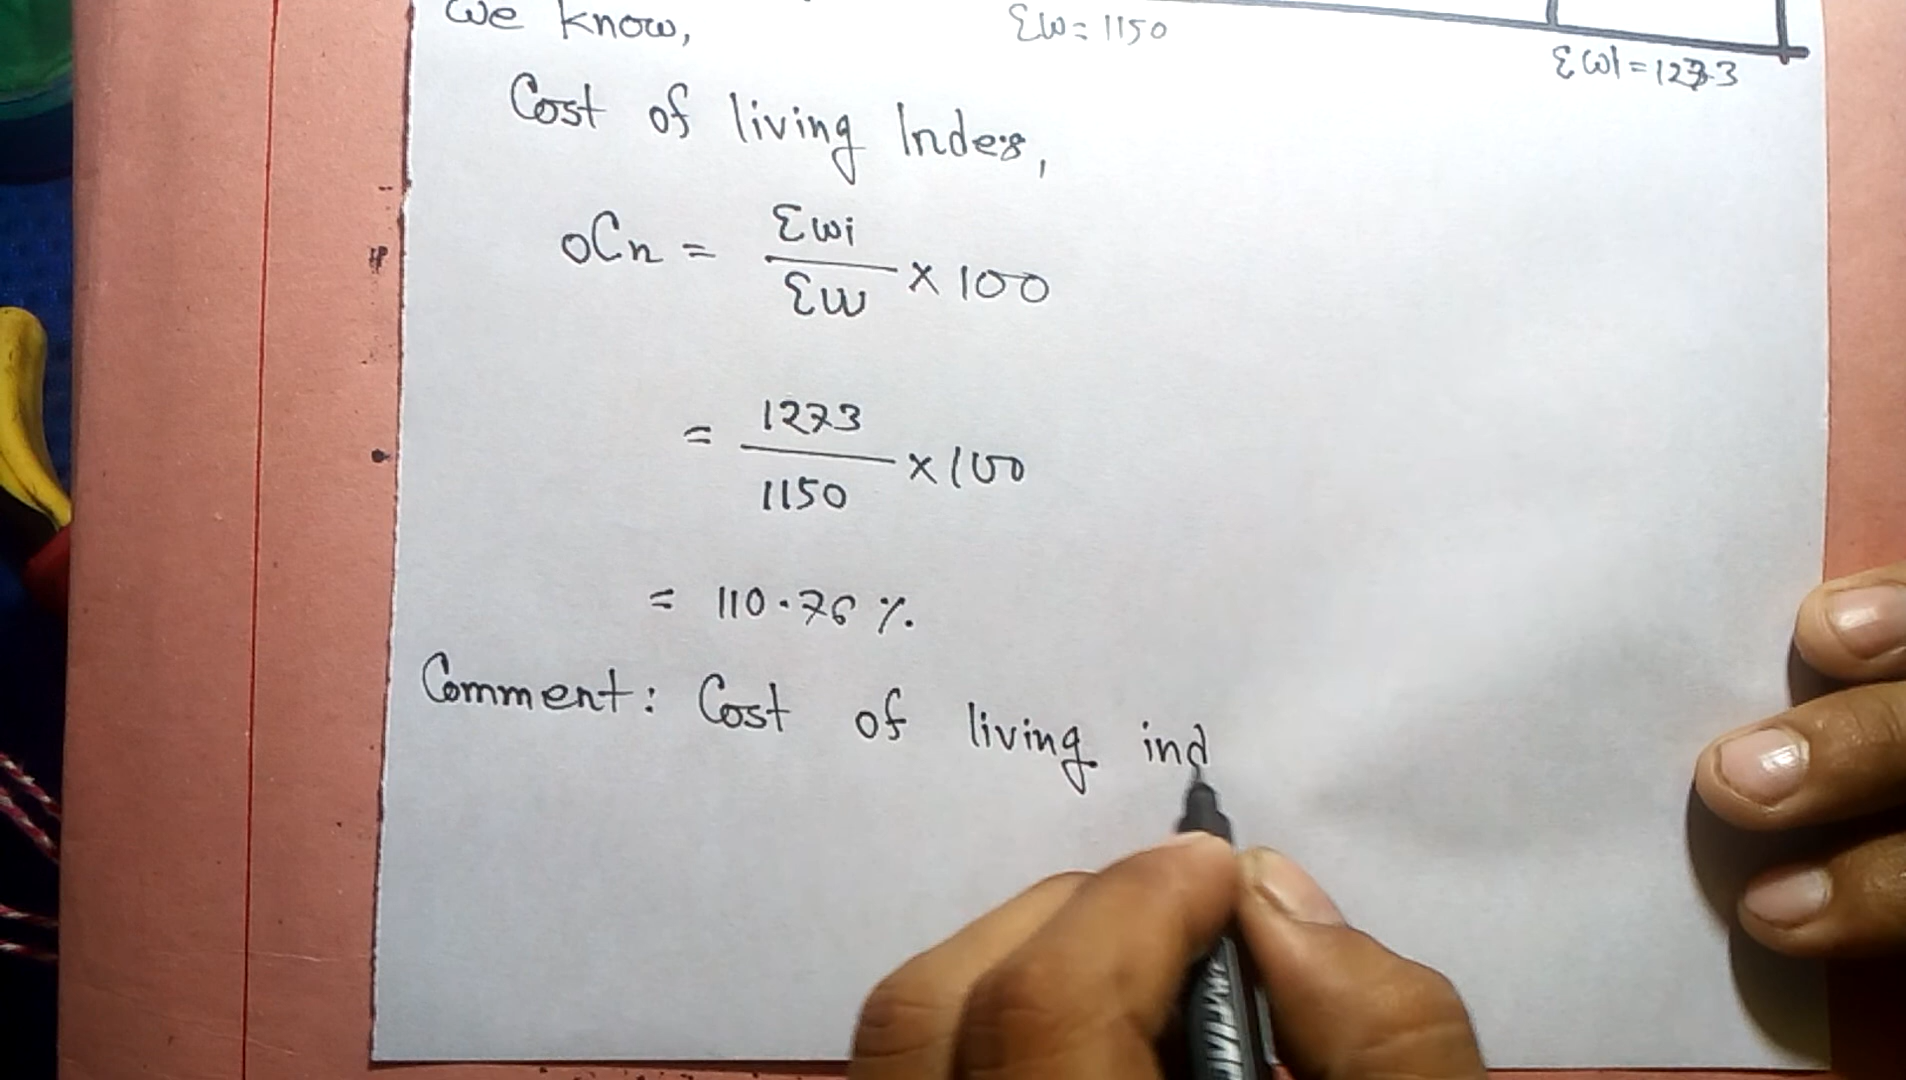 We know,
Σw = 1150
Σwi = 1273
Cost of living Index,
oCn = Σwi / Σw × 100
= 1273 / 1150 × 100
= 110.76 %.
Comment: Cost of living ind